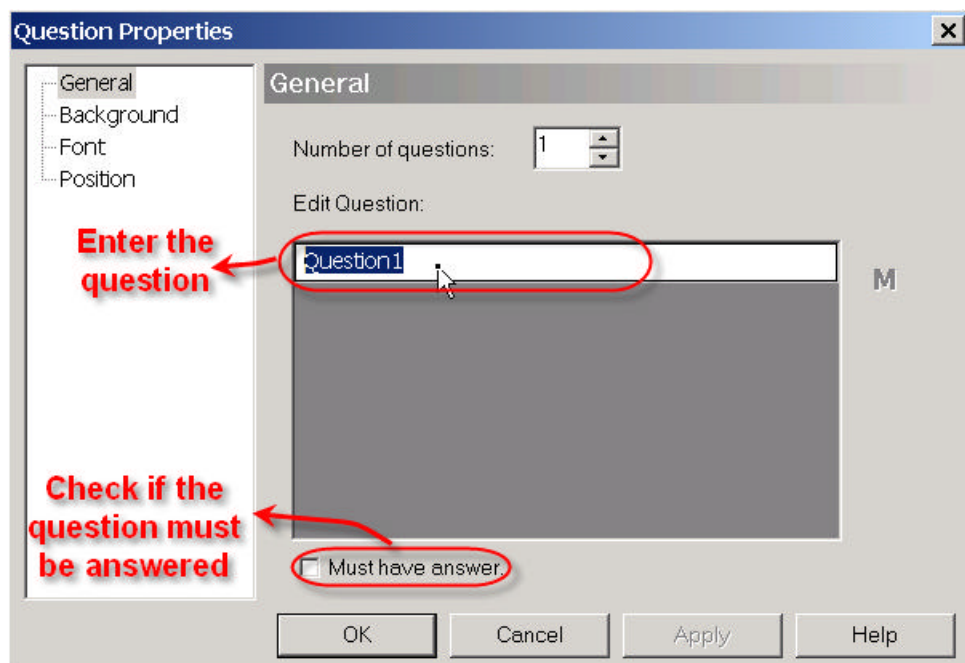 Question Properties
General
Background
Font
Position
General
Number of questions:
1
Edit Question:
Enter the
question
Question1
M
Check if the
question must
be answered
Must have answer.
OK
Cancel
Apply
Help